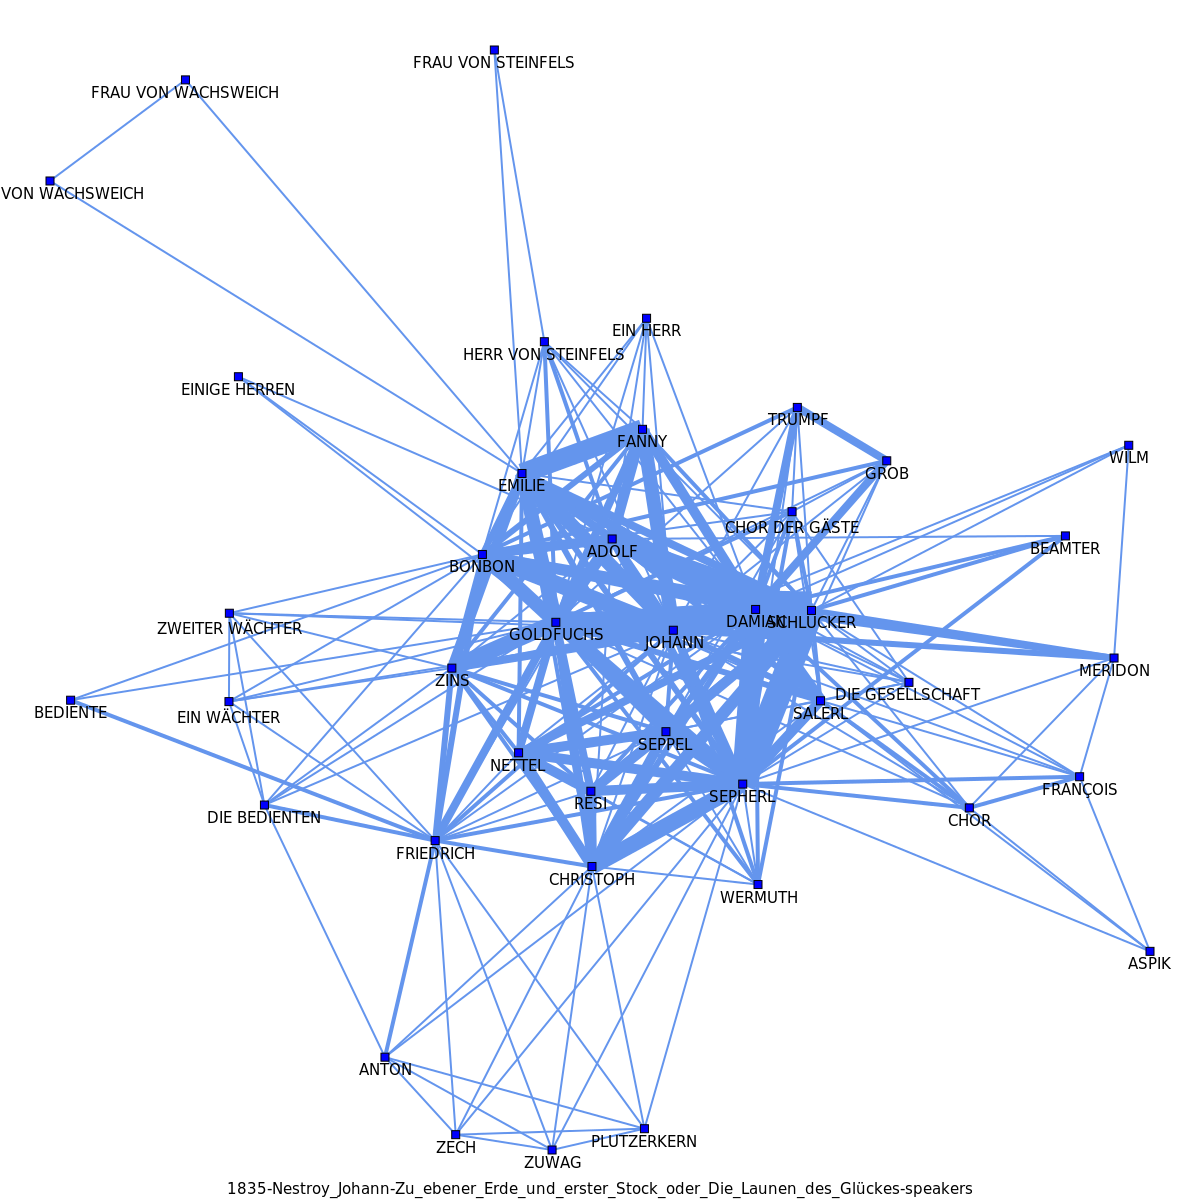 FRAU VON STEINFELS
FRAU VON WACHSWEICH
VON WACHSWEICH
EIN HERR
HERR VON STEINFELS
EINIGE HERREN
TRUMPF
FANNY
WILM
GROB
EMILIE
CHOR DER GÄSTE
BEAMTER
ADOLF
BONBON
DAMIAN
SCHLUCKER
ZWEITER WÄCHTER
GOLDFUCHS
JOHANN
MERIDON
ZINS
DIE GESELLSCHAFT
BEDIENTE
EIN WÄCHTER
SALERL
SEPPEL
NETTEL
FRANÇOIS
SEPHERL
RESI
DIE BEDIENTEN
CHOR
FRIEDRICH
CHRISTOPH
WERMUTH
ASPIK
ANTON
PLUTZERKERN
ZECH
ZUWAG
1835-Nestroy_Johann-Zu_ebener_Erde_und_erster_Stock_oder_Die_Launen_des_Glückes-speakers